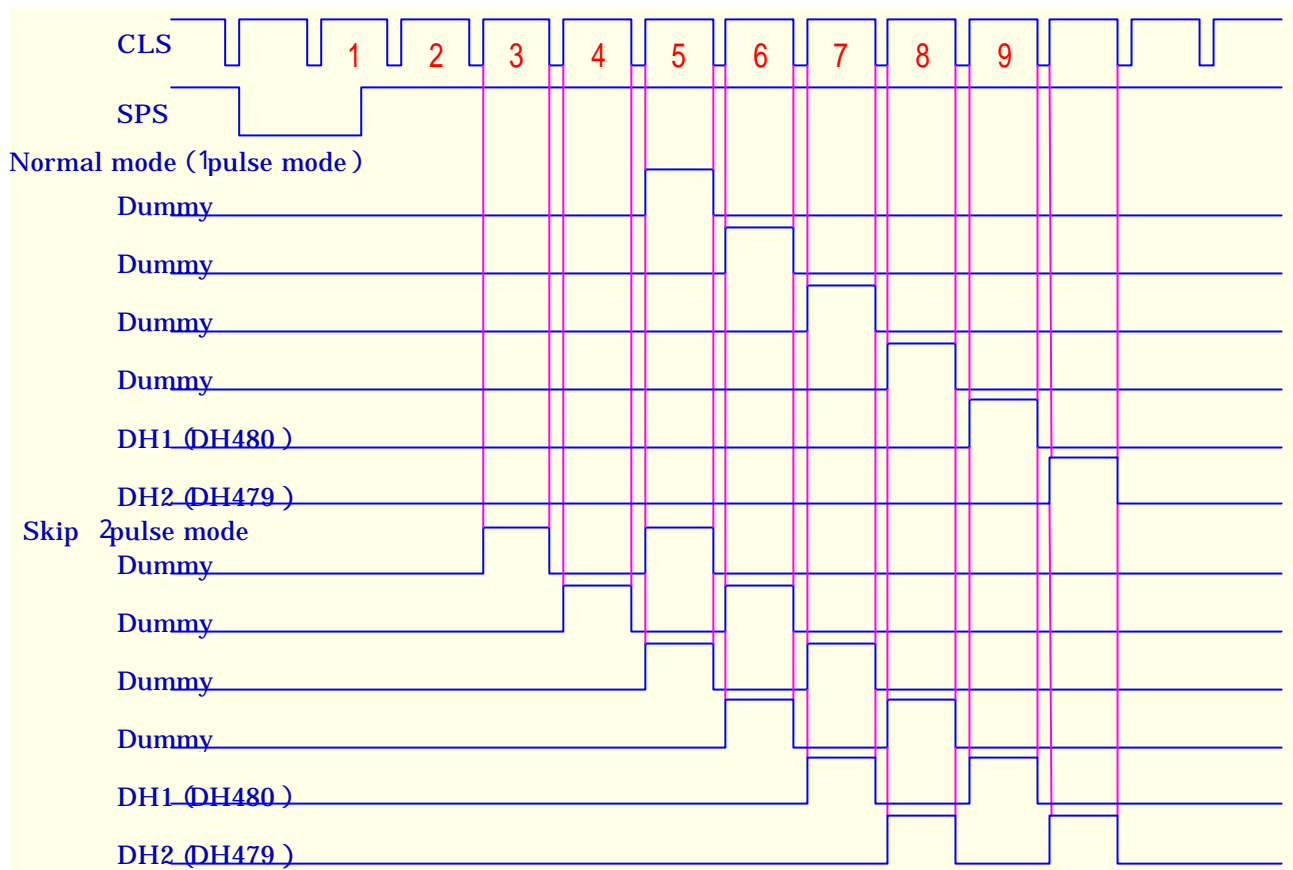 CLS 1 2 3 4 5 6 7 8 9
SPS
Normal mode (1pulse mode)
Dummy
Dummy
Dummy
Dummy
DH1 (DH480)
DH2 (DH479)
Skip 2pulse mode
Dummy
Dummy
Dummy
Dummy
DH1 (DH480)
DH2 (DH479)